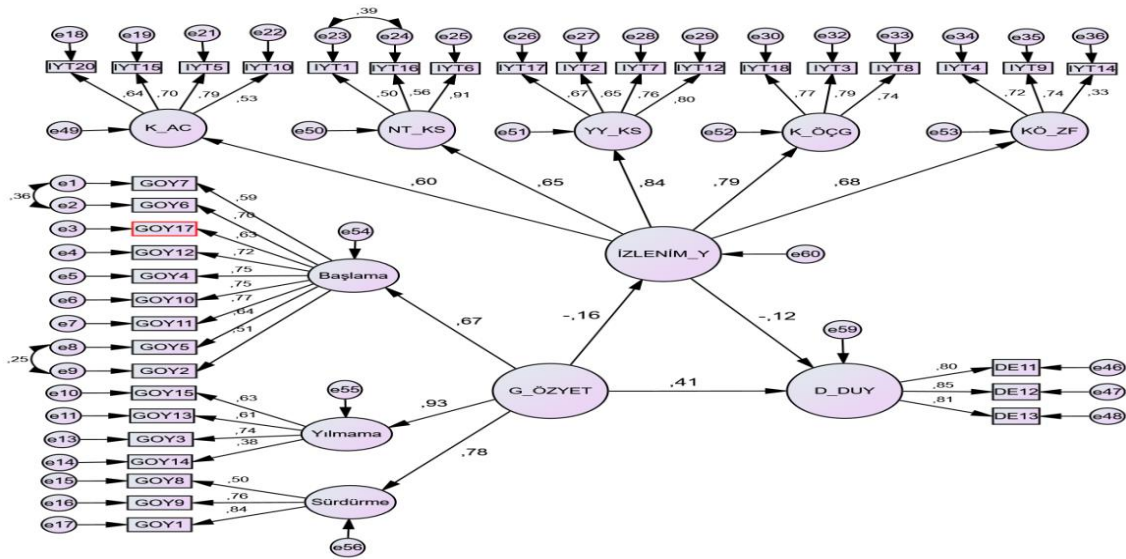 ,39
e18 e19 e21 e22 e23 e24 e25 e26 e27 e28 e29 e30 e32 e33 e34 e35 e36
IYT20 IYT15 IYT5 IYT10 IYT1 IYT16 IYT6 IYT17 IYT2 IYT7 IYT12 IYT18 IYT3 IYT8 IYT4 IYT9 IYT14
,64 ,70 ,79 ,53 ,50 ,56 ,91 ,67 ,65 ,76 ,80 ,77 ,79 ,74 ,72 ,74 ,33
e49 K_AC e50 NT_KS e51 YY_KS e52 K_ÖÇG e53 KÖ_ZF
,60 ,65 ,84 ,79 ,68
e1 GOY7 ,59
,36
e2 GOY6 ,70
e3 GOY17 ,63 e54
e4 GOY12 ,72 İZLENİM_Y e60
e5 GOY4 ,75 Başlama
e6 GOY10 ,75
e7 GOY11 ,77
,67 -,16 -,12
e8 GOY5 ,64 e59
,25
e9 GOY2 ,51
e10 GOY15 ,63 e55 G_ÖZYET ,41 D_DUY ,80 DE11 e46
e11 GOY13 ,61 ,93 ,85 DE12 e47
e13 GOY3 ,74 Yılmama ,81 DE13 e48
e14 GOY14 ,38 ,78
e15 GOY8 ,50
e16 GOY9 ,76 Sürdürme
e17 GOY1 ,84
e56